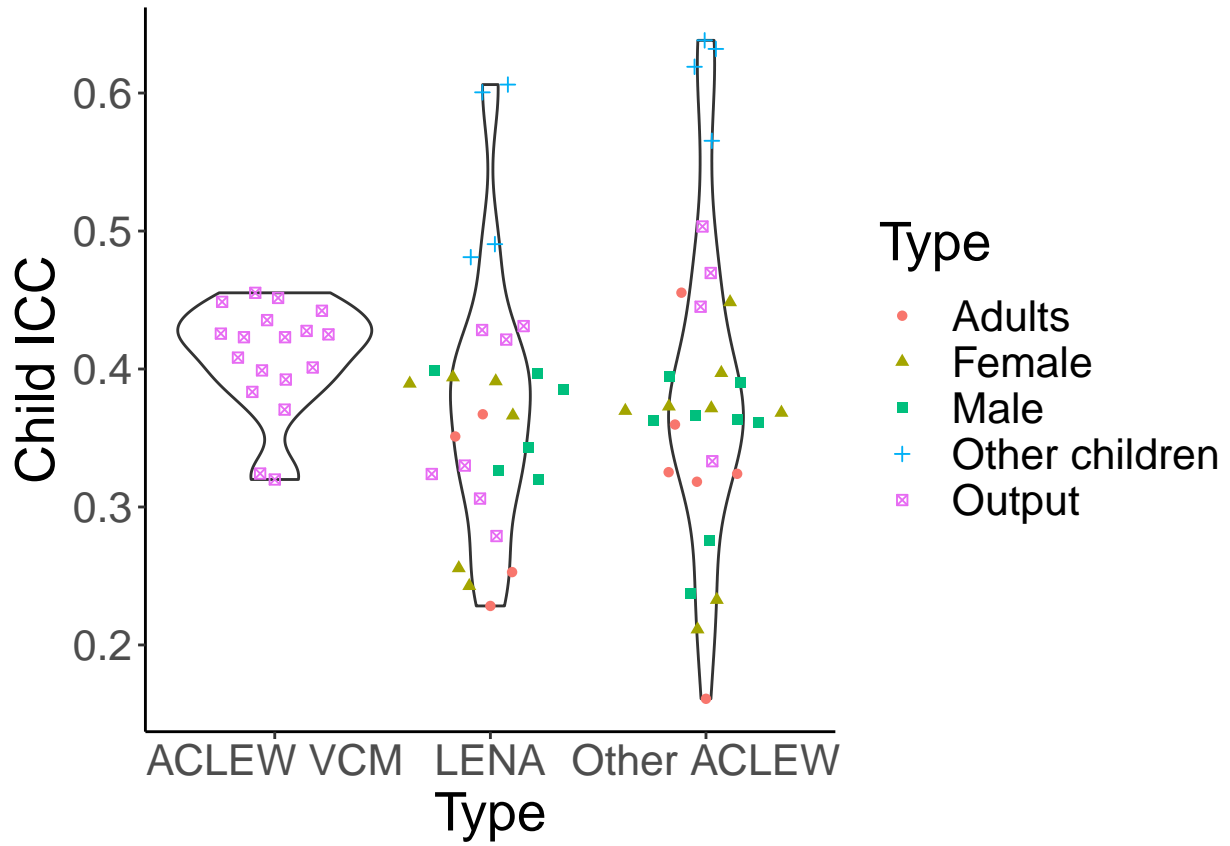 Child ICC
0.6
0.5
0.4
0.3
0.2
ACLEW VCM
LENA
Other ACLEW
Type
Type
Adults
Female
Male
Other children
Output